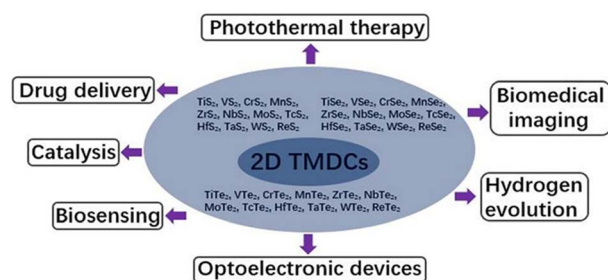 Photothermal therapy
Drug delivery
TiS₂, VS₂, CrS₂, MnS₂,
ZrS₂, NbS₂, MoS₂, TcS₂,
HfS₂, TaS₂, WS₂, ReS₂
TiSe₂, VSe₂, CrSe₂, MnSe₂,
ZrSe₂, NbSe₂, MoSe₂, TcSe₂,
HfSe₂, TaSe₂, WSe₂, ReSe₂
Biomedical
imaging
Catalysis
2D TMDCs
Biosensing
TiTe₂, VTe₂, CrTe₂, MnTe₂, ZrTe₂, NbTe₂,
MoTe₂, TcTe₂, HfTe₂, TaTe₂, WTe₂, ReTe₂
Hydrogen
evolution
Optoelectronic devices